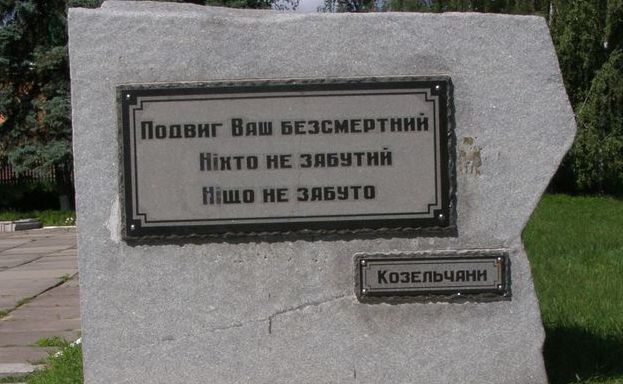 Подвиг Ваш безсмертний
Ніхто не забутий
Ніщо не забуто
Козельчани